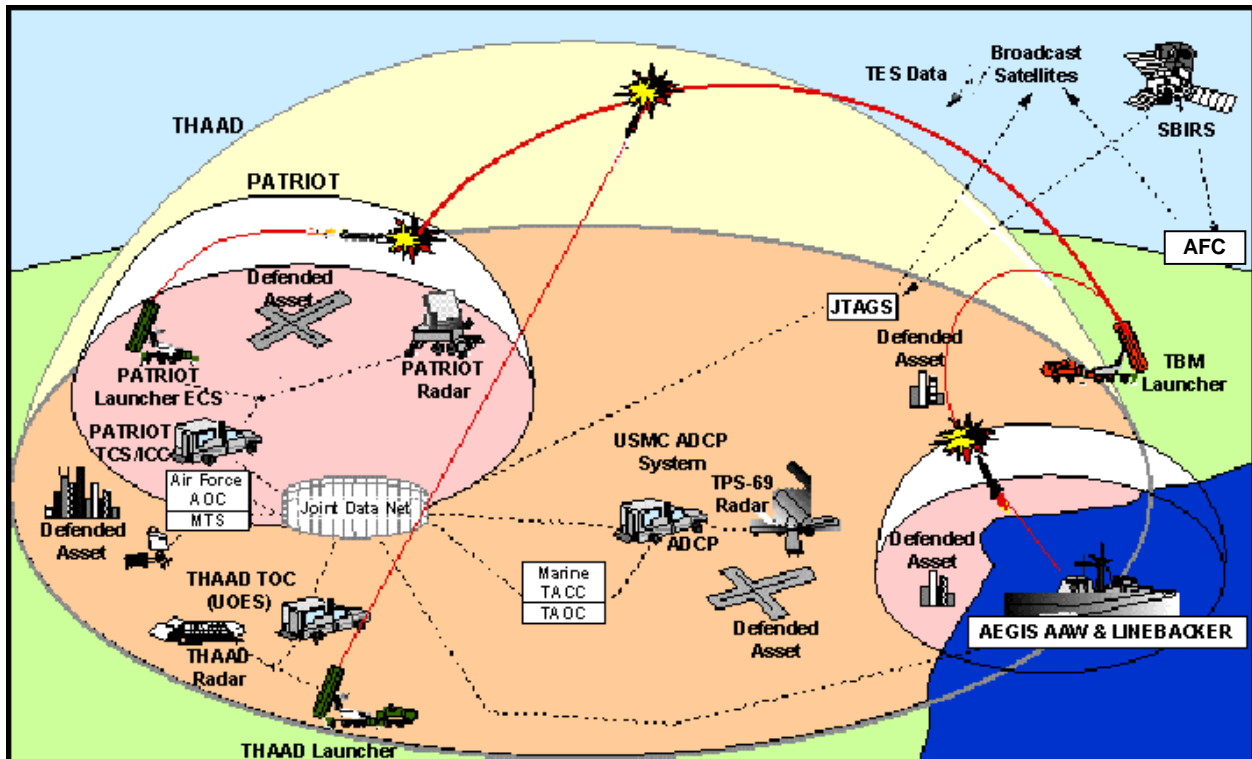 TES Data
Broadcast
Satellites
SBIRS
THAAD
PATRIOT
AFC
Defended
Asset
JTAGS
Defended
Asset
TBM
Launcher
PATRIOT
Launcher ECS
PATRIOT
Radar
PATRIOT
TCS/ICC
USMC ADCP
System
Air Force
AOC
MTS
Joint Data Net
TPS-69
Radar
ADCP
Defended
Asset
Defended
Asset
THAAD TOC
(UOES)
Marine
TACC
TAOC
Defended
Asset
AEGIS AAW & LINEBACKER
THAAD
Radar
THAAD Launcher